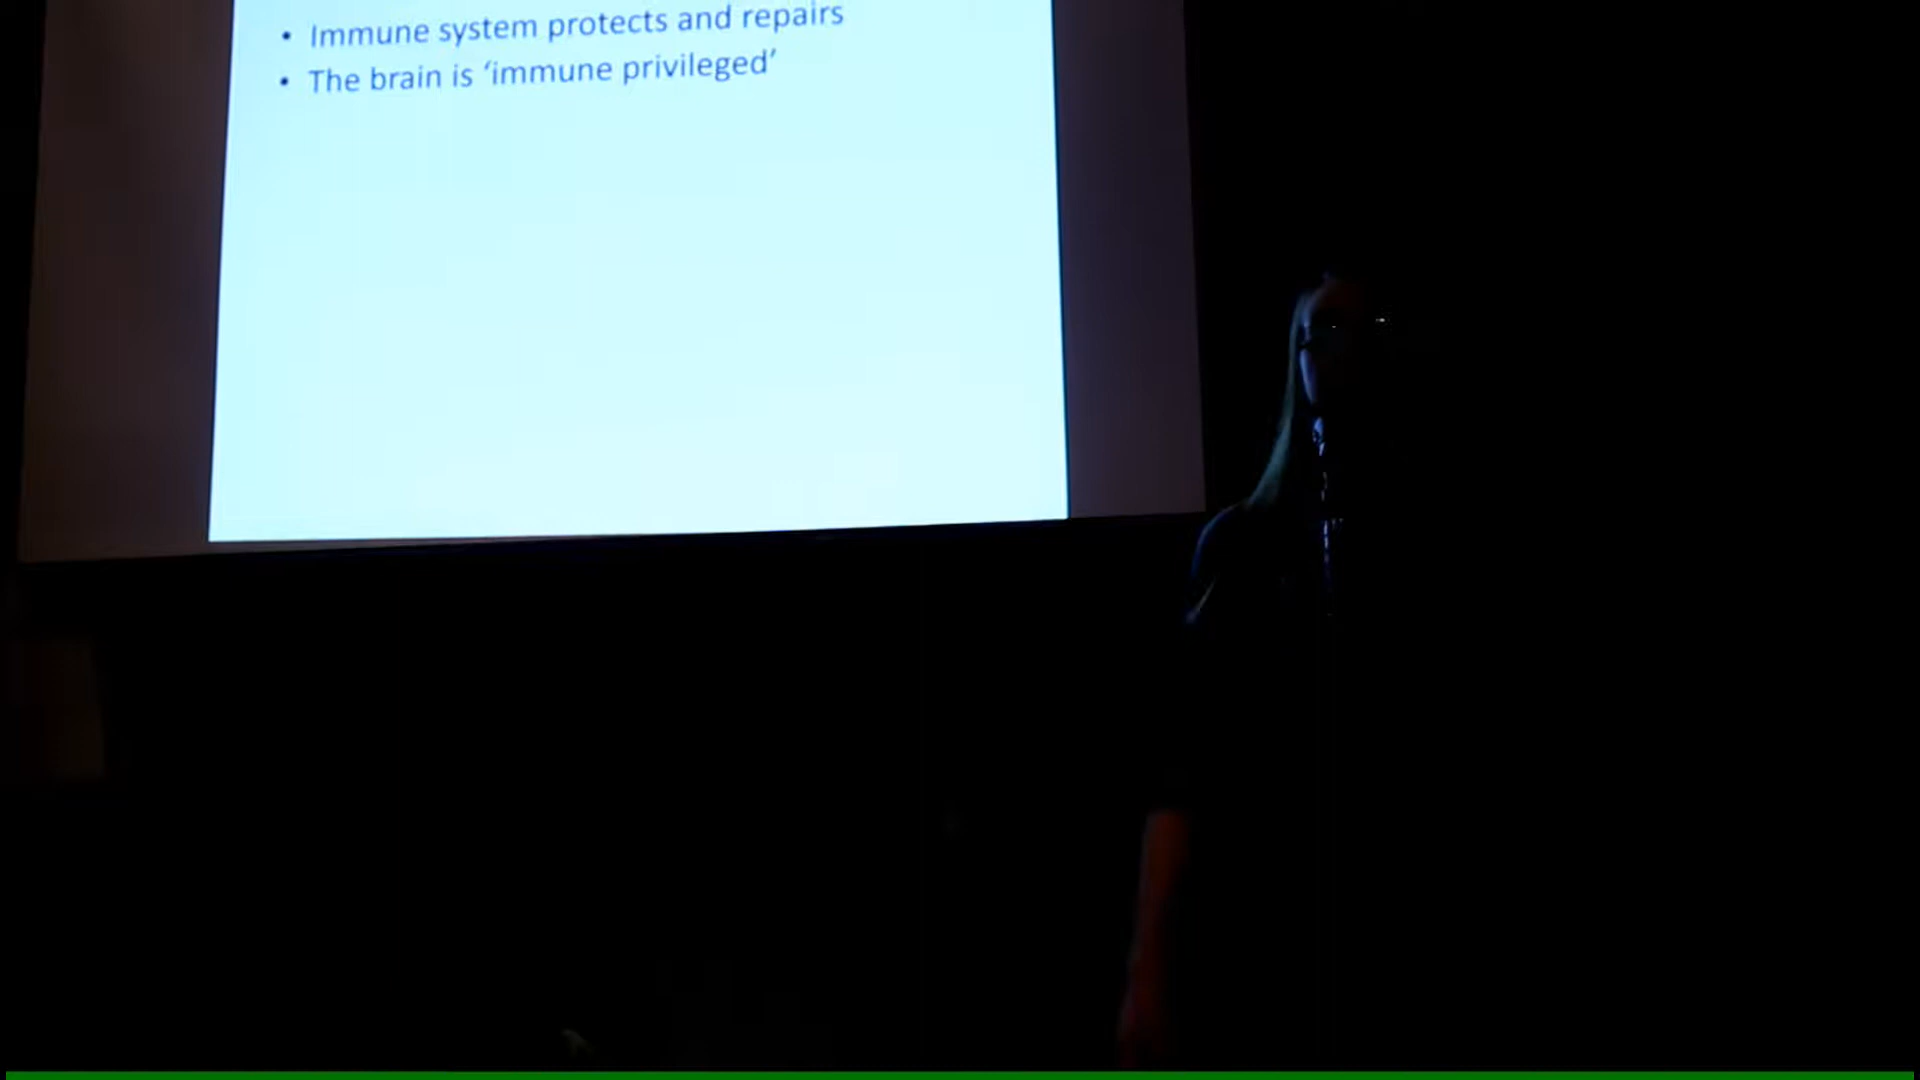 • Immune system protects and repairs
• The brain is ‘immune privileged’